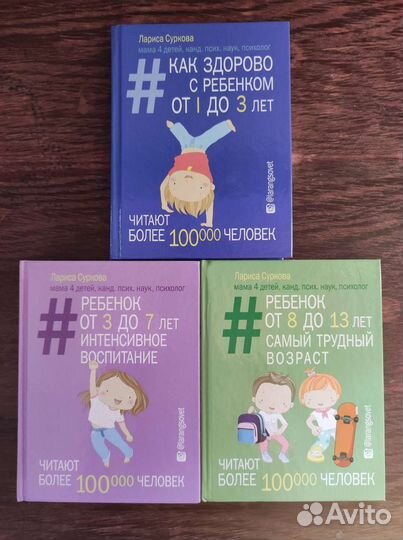 Лариса Суркова
мама 4 детей, канд. псих. наук, психолог
# КАК ЗДОРОВО
С РЕБЕНКОМ
ОТ 1 ДО 3 ЛЕТ
@larangsovet
ЧИТАЮТ
БОЛЕЕ 100000 ЧЕЛОВЕК
Лариса Суркова
мама 4 детей, канд. псих. наук, психолог
# РЕБЕНОК
ОТ 3 ДО 7 ЛЕТ
ИНТЕНСИВНОЕ
ВОСПИТАНИЕ
@larangsovet
ЧИТАЮТ
БОЛЕЕ 100000 ЧЕЛОВЕК
Лариса Суркова
мама 4 детей, канд. псих. наук, психолог
# РЕБЕНОК
ОТ 8 ДО 13 ЛЕТ
САМЫЙ ТРУДНЫЙ
ВОЗРАСТ
@larangsovet
ЧИТАЮТ
БОЛЕЕ 100000 ЧЕЛОВЕК
Avito